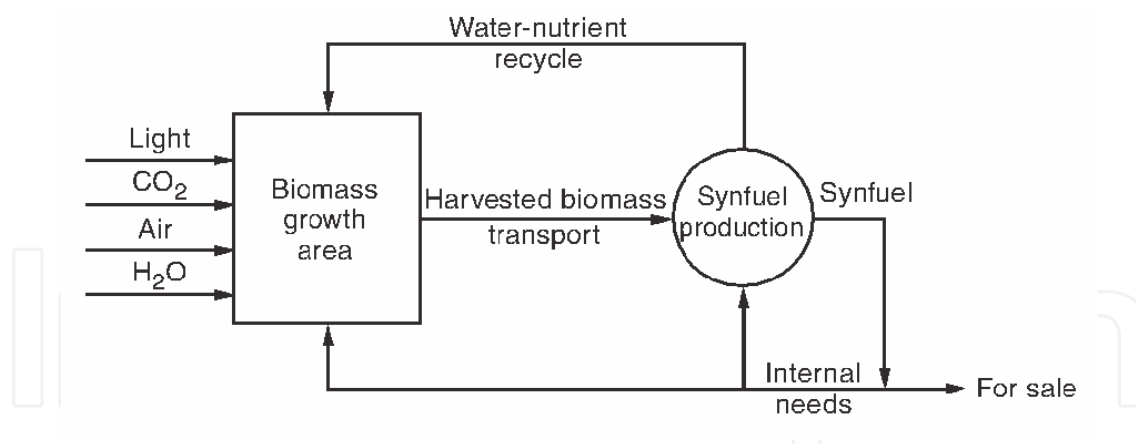 Water-nutrient
recycle
Light
CO₂
Air
H₂O
Biomass
growth
area
Harvested biomass
transport
Synfuel
production
Synfuel
Internal
needs
For sale